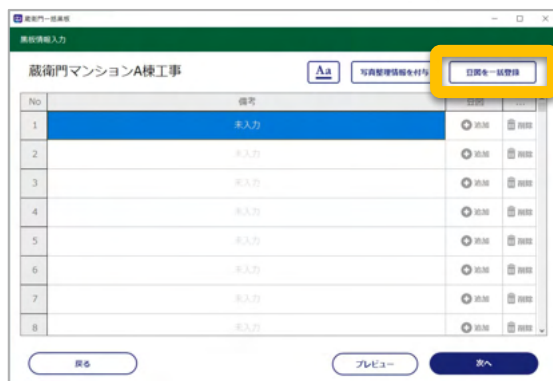 蔵衛門一括黒板
黒板情報入力
蔵衛門マンションA棟工事
Aa
写真整理情報を付与
豆図を一括登録
No 備考 豆図 ...
1 未入力 追加 削除
2 未入力 追加 削除
3 未入力 追加 削除
4 未入力 追加 削除
5 未入力 追加 削除
6 未入力 追加 削除
7 未入力 追加 削除
8 未入力 追加 削除
戻る
プレビュー
次へ